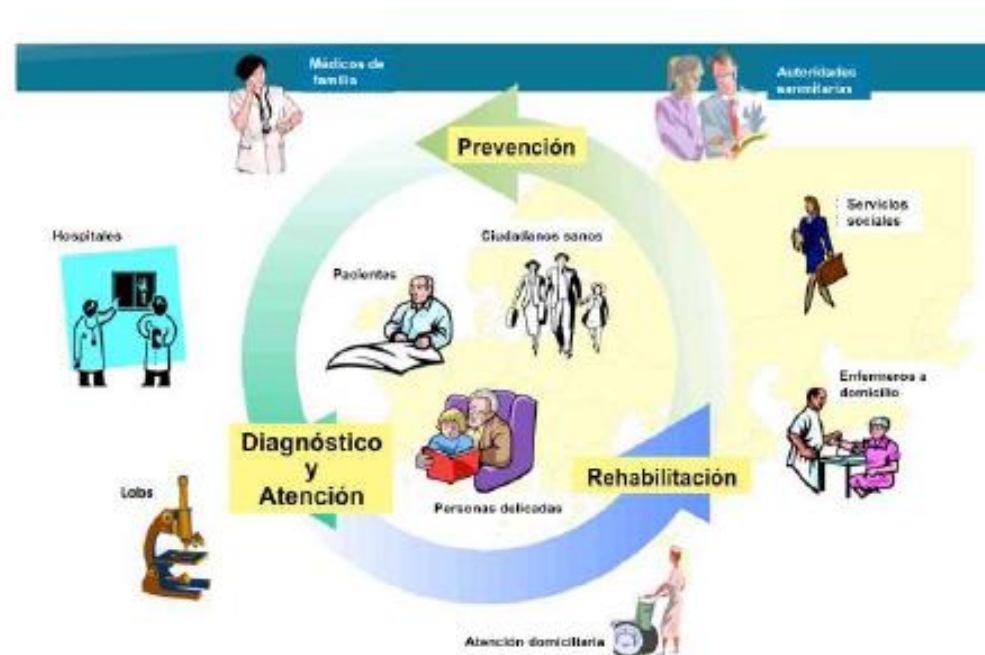 Médicos de
familia
Autoridades
sanmitarias
Prevención
Servicios
sociales
Hospitales
Ciudadanos sanos
Pacientes
Enfermeros a
domicilio
Diagnóstico
y
Atención
Rehabilitación
Labs
Personas delicadas
Atención domiciliaria